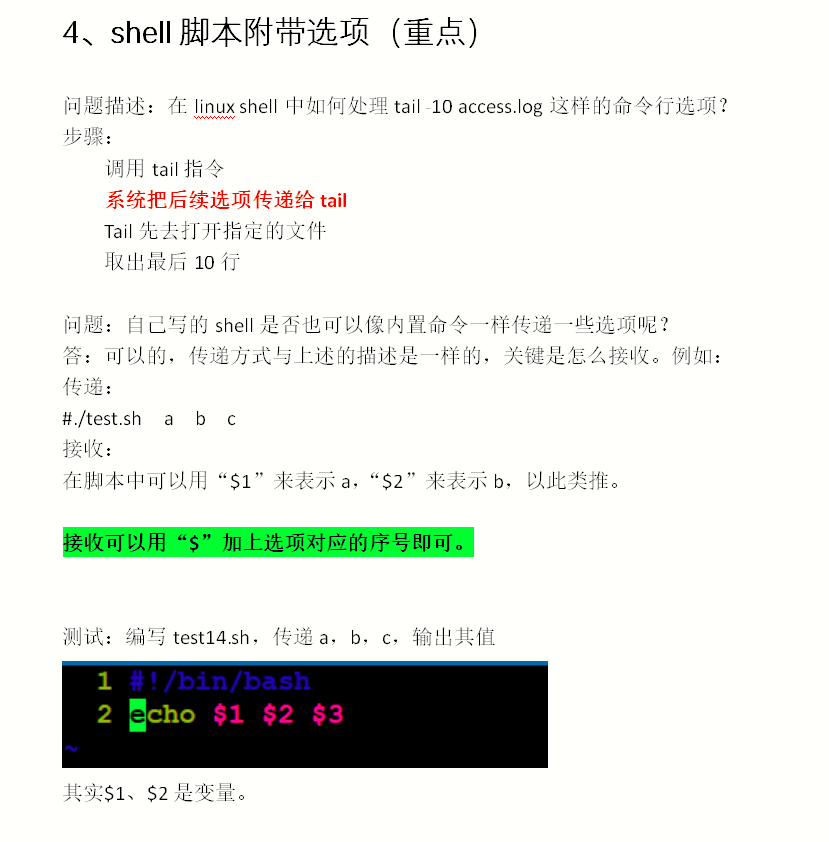 4、shell 脚本附带选项（重点）
问题描述：在 linux shell 中如何处理 tail -10 access.log 这样的命令行选项？
步骤：
调用 tail 指令
系统把后续选项传递给 tail
Tail 先去打开指定的文件
取出最后 10 行
问题：自己写的 shell 是否也可以像内置命令一样传递一些选项呢？
答：可以的，传递方式与上述的描述是一样的，关键是怎么接收。例如：
传递：
#./test.sh a b c
接收：
在脚本中可以用“$1”来表示 a，“$2”来表示 b，以此类推。
接收可以用“$”加上选项对应的序号即可。
测试：编写 test14.sh，传递 a，b，c，输出其值
1 #!/bin/bash
2 echo $1 $2 $3
~
其实$1、$2 是变量。